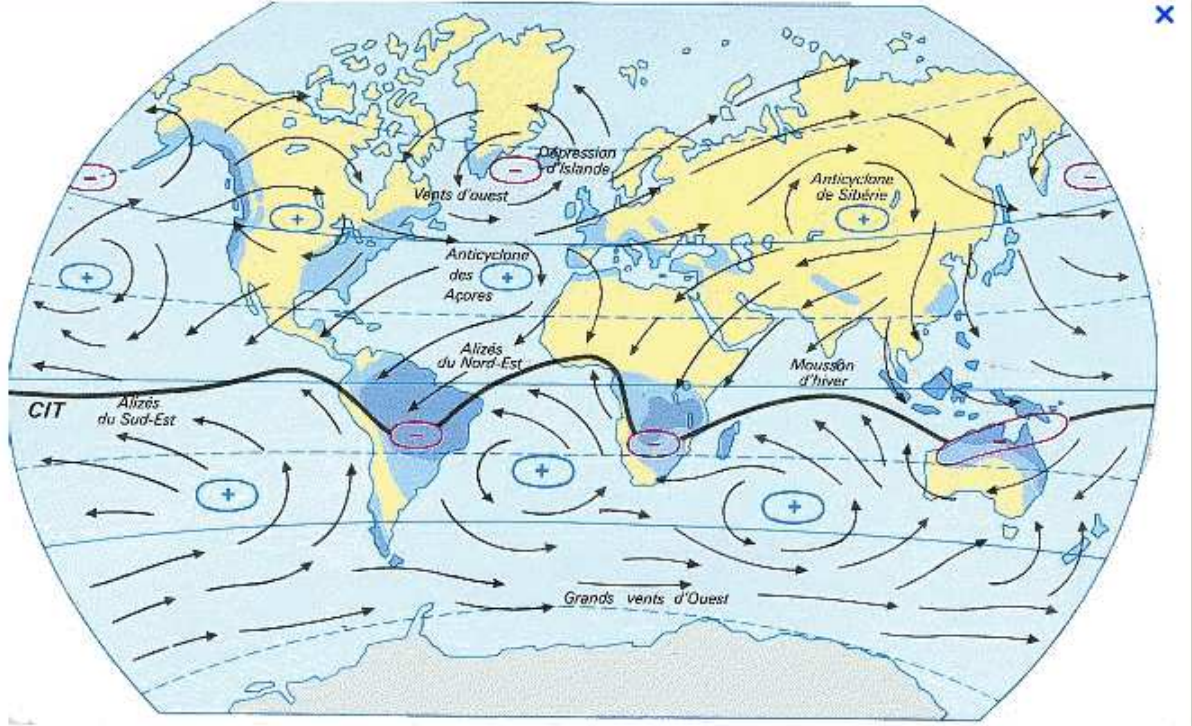 Dépression
d'Islande
Vents d'ouest
Anticyclone
de Sibérie
-
-
+
+
-
Anticyclone
des
Açores
+
+
Alizés
du Nord-Est
Mousson
d'hiver
CIT
Alizés
du Sud-Est
-
-
-
+
+
+
Grands vents d'Ouest